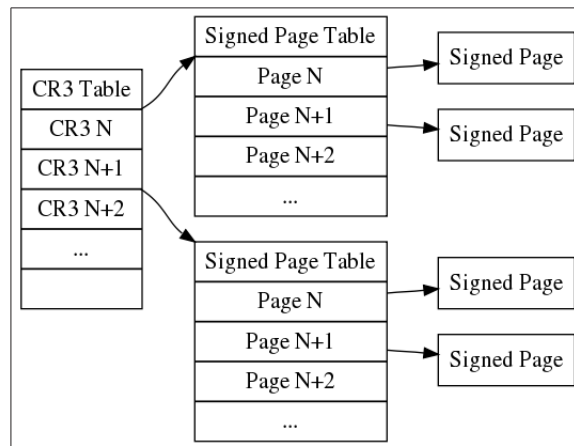 CR3 Table
CR3 N
CR3 N+1
CR3 N+2
...
Signed Page Table
Page N
Page N+1
Page N+2
...
Signed Page
Signed Page
Signed Page Table
Page N
Page N+1
Page N+2
...
Signed Page
Signed Page